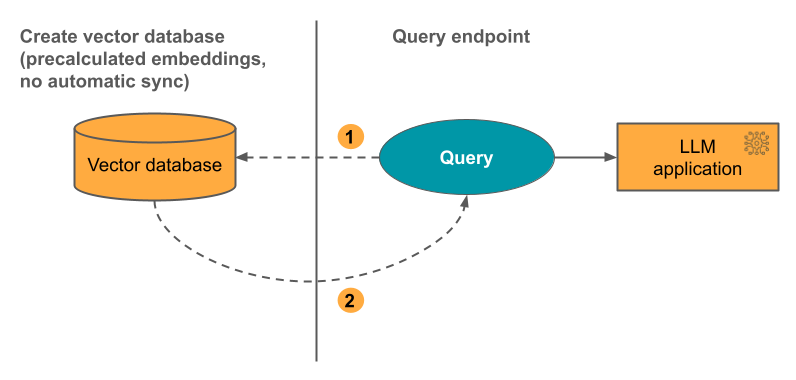 Create vector database
(precalculated embeddings,
no automatic sync)
Query endpoint
1
Vector database
Query
LLM
application
2